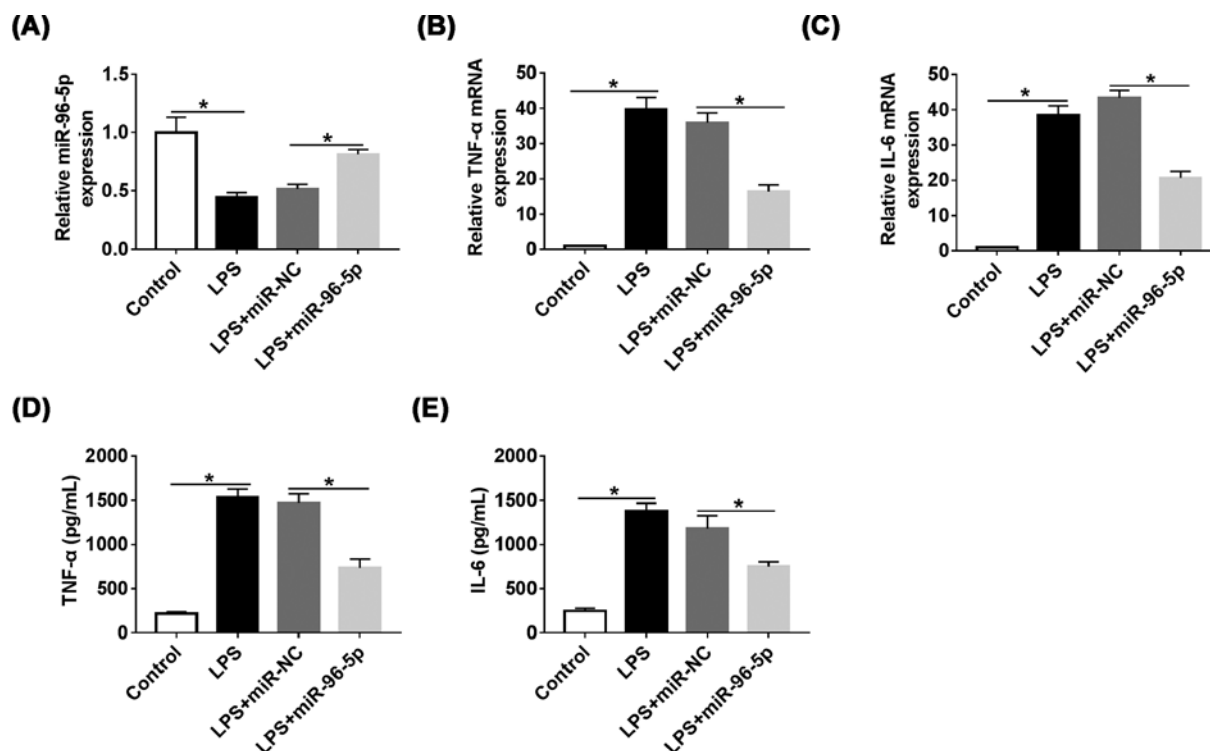 (A)
Relative miR-96-5p
expression
1.5
1.0
0.5
0.0
*
*
Control
LPS
LPS+miR-NC
LPS+miR-96-5p
(B)
Relative TNF-α mRNA
expression
50
40
30
20
10
0
*
*
Control
LPS
LPS+miR-NC
LPS+miR-96-5p
(C)
Relative IL-6 mRNA
expression
50
40
30
20
10
0
*
*
Control
LPS
LPS+miR-NC
LPS+miR-96-5p
(D)
TNF-α (pg/mL)
2000
1500
1000
500
0
*
*
Control
LPS
LPS+miR-NC
LPS+miR-96-5p
(E)
IL-6 (pg/mL)
2000
1500
1000
500
0
*
*
Control
LPS
LPS+miR-NC
LPS+miR-96-5p